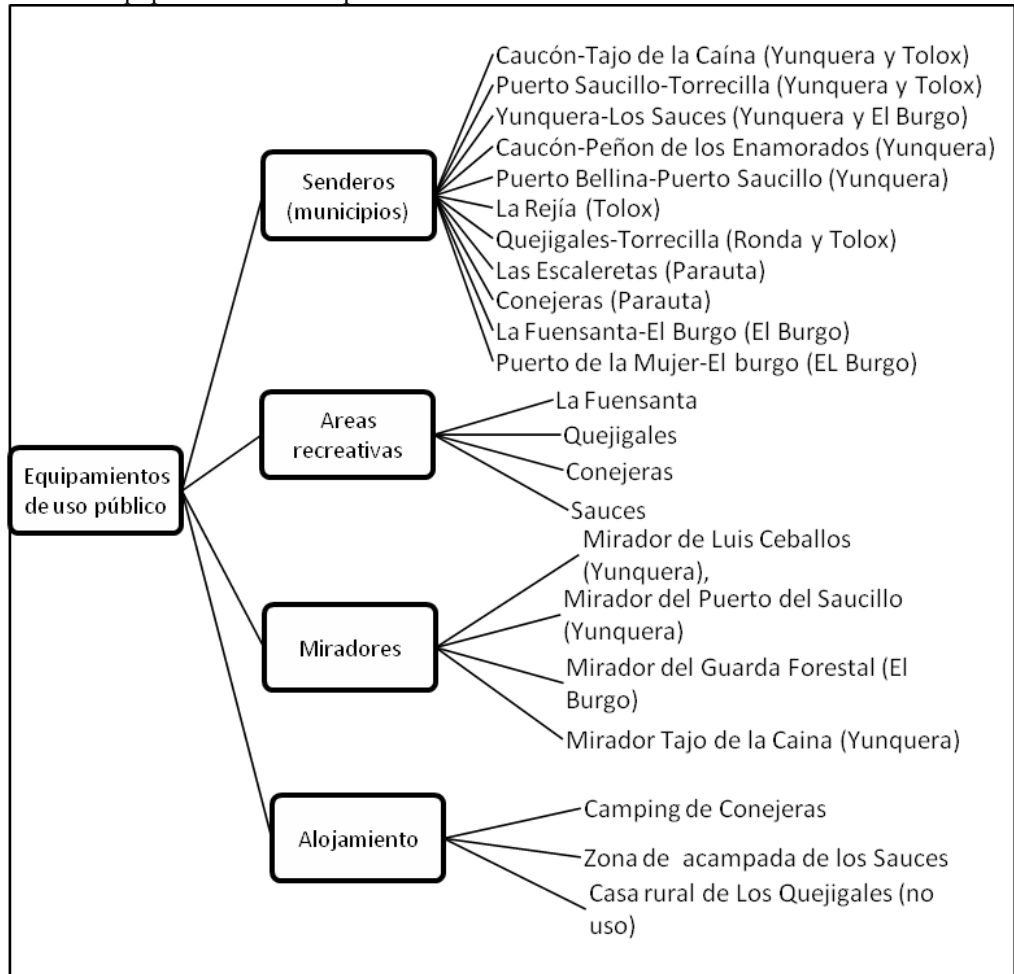 Equipamientos
de uso público
Senderos
(municipios)
Caucón-Tajo de la Caína (Yunquera y Tolox)
Puerto Saucillo-Torrecilla (Yunquera y Tolox)
Yunquera-Los Sauces (Yunquera y El Burgo)
Caucón-Peñon de los Enamorados (Yunquera)
Puerto Bellina-Puerto Saucillo (Yunquera)
La Rejía (Tolox)
Quejigales-Torrecilla (Ronda y Tolox)
Las Escaleretas (Parauta)
Conejeras (Parauta)
La Fuensanta-El Burgo (El Burgo)
Puerto de la Mujer-El burgo (EL Burgo)
Areas
recreativas
La Fuensanta
Quejigales
Conejeras
Sauces
Miradores
Mirador de Luis Ceballos
(Yunquera),
Mirador del Puerto del Saucillo
(Yunquera)
Mirador del Guarda Forestal (El
Burgo)
Mirador Tajo de la Caina (Yunquera)
Alojamiento
Camping de Conejeras
Zona de acampada de los Sauces
Casa rural de Los Quejigales (no
uso)